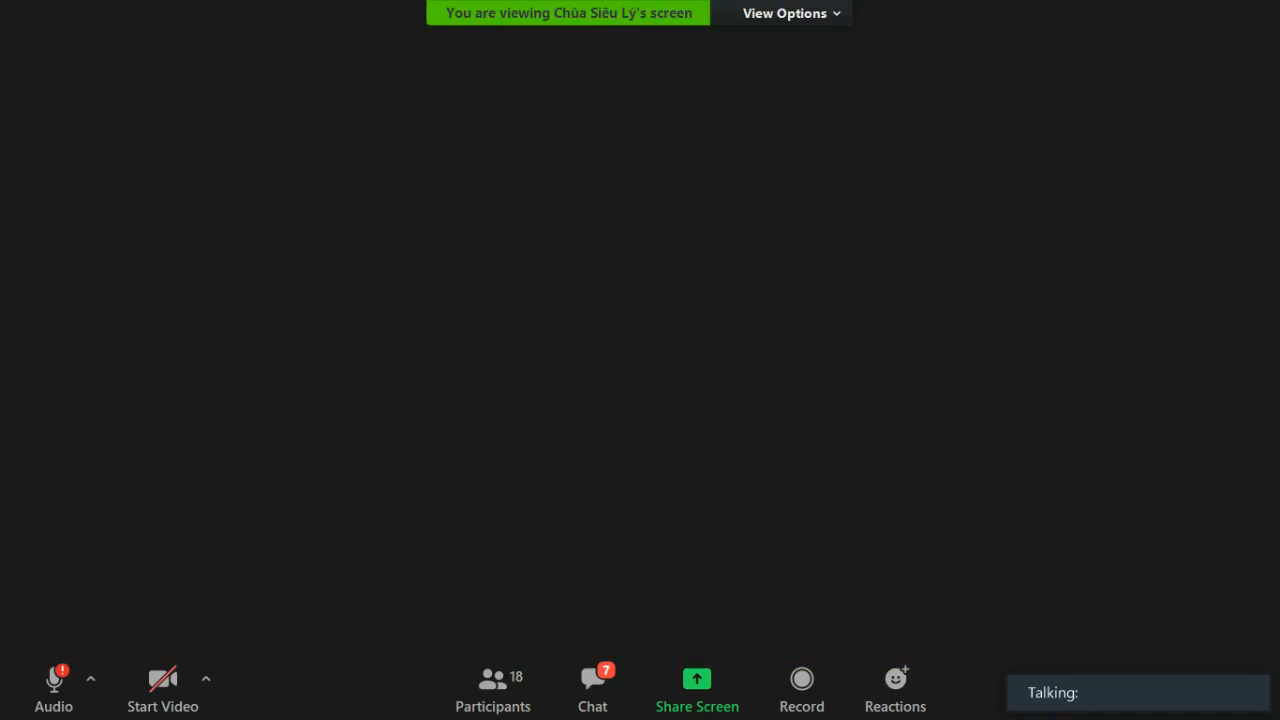 You are viewing Chùa Siêu Lý's screen View Options
18
7
Audio Start Video Participants Chat Share Screen Record Reactions
Talking: